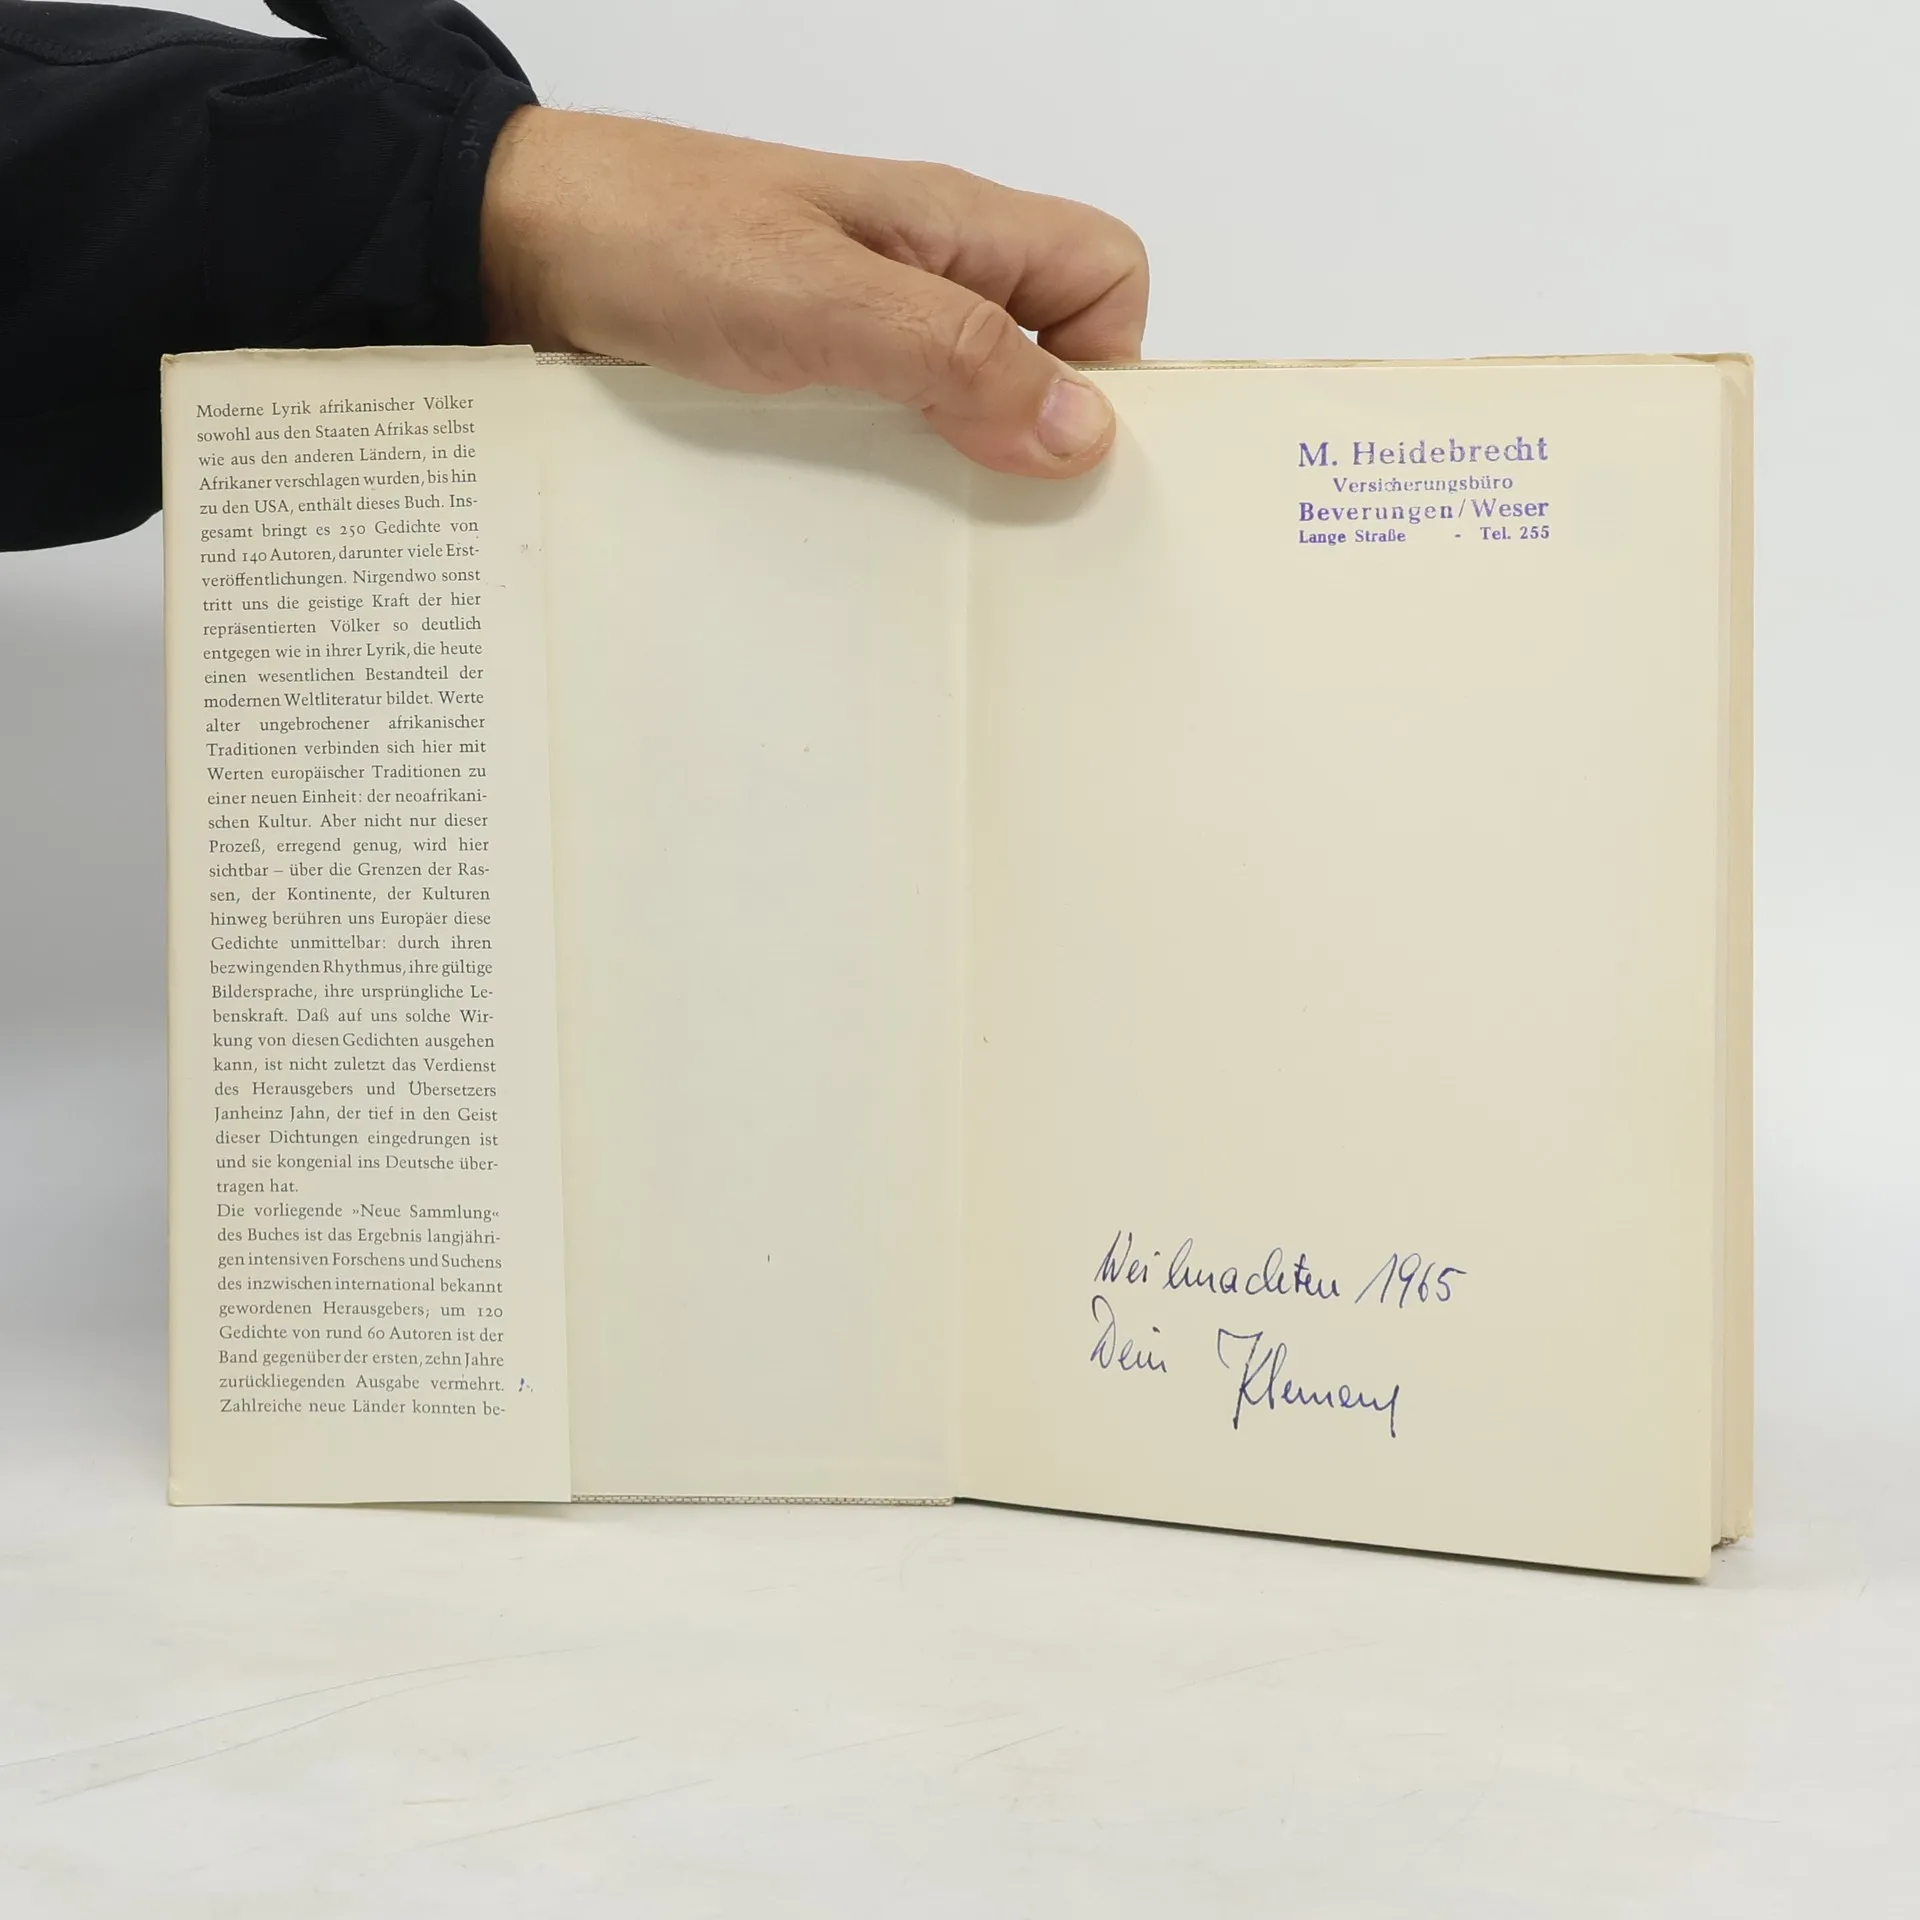 Moderne Lyrik afrikanischer Völker
sowohl aus den Staaten Afrikas selbst
wie aus den anderen Ländern, in die
Afrikaner verschlagen wurden, bis hin
zu den USA, enthält dieses Buch. Ins-
gesamt bringt es 250 Gedichte von
rund 140 Autoren, darunter viele Erst-
veröffentlichungen. Nirgendwo sonst
tritt uns die geistige Kraft der hier
repräsentierten Völker so deutlich
entgegen wie in ihrer Lyrik, die heute
einen wesentlichen Bestandteil der
modernen Weltliteratur bildet. Werte
alter ungebrochener afrikanischer
Traditionen verbinden sich hier mit
Werten europäischer Traditionen zu
einer neuen Einheit: der neoafrikani-
schen Kultur. Aber nicht nur dieser
Prozeß, erregend genug, wird hier
sichtbar – über die Grenzen der Ras-
sen, der Kontinente, der Kulturen
hinweg berühren uns Europäer diese
Gedichte unmittelbar: durch ihren
bezwingenden Rhythmus, ihre gültige
Bildersprache, ihre ursprüngliche Le-
benskraft. Daß auf uns solche Wir-
kung von diesen Gedichten ausgehen
kann, ist nicht zuletzt das Verdienst
des Herausgebers und Übersetzers
Janheinz Jahn, der tief in den Geist
dieser Dichtungen eingedrungen ist
und sie kongenial ins Deutsche über-
tragen hat.
Die vorliegende »Neue Sammlung«
des Buches ist das Ergebnis langjähri-
gen intensiven Forschens und Suchens
des inzwischen international bekannt
gewordenen Herausgebers; um 120
Gedichte von rund 60 Autoren ist der
Band gegenüber der ersten, zehn Jahre
zurückliegenden Ausgabe vermehrt.
Zahlreiche neue Länder konnten be-
M. Heidebrecht
Versicherungsbüro
Beverungen/Weser
Lange Straße - Tel. 255
Weihnachten 1965
Dein Klemens